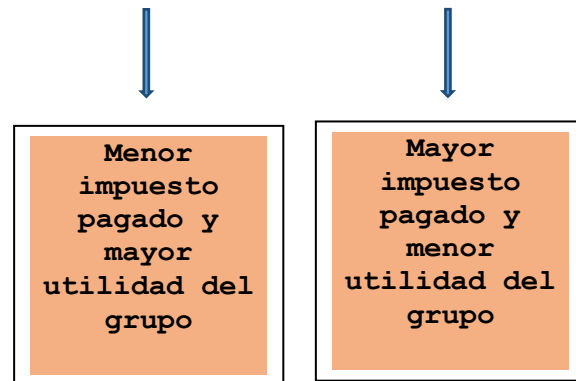 Menor
impuesto
pagado y
mayor
utilidad del
grupo
Mayor
impuesto
pagado y
menor
utilidad del
grupo